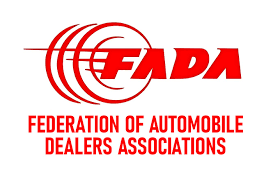 FADA
FEDERATION OF AUTOMOBILE
DEALERS ASSOCIATIONS